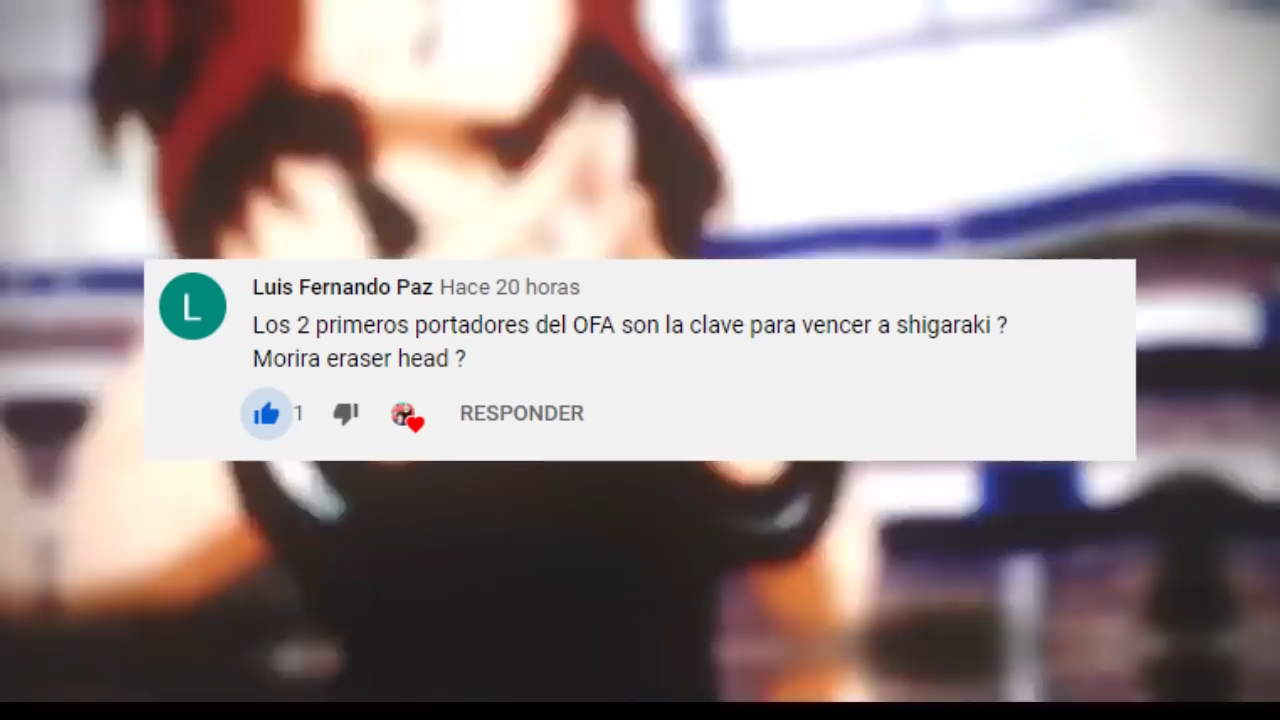 L
Luis Fernando Paz Hace 20 horas
Los 2 primeros portadores del OFA son la clave para vencer a shigaraki ?
Morira eraser head ?
1 RESPONDER